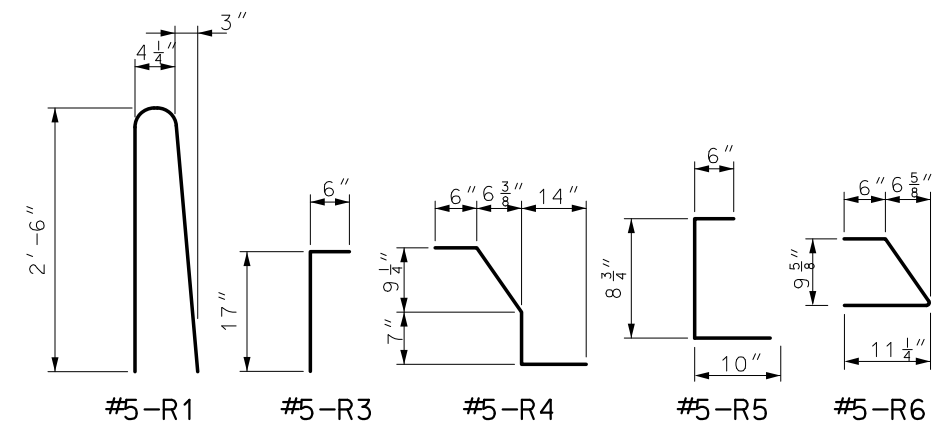 3"
4 1/4"
2'-6"
#5-R1
6"
17"
#5-R3
6" 6 3/8" 14"
9 1/4"
7"
#5-R4
6"
8 3/4"
10"
#5-R5
6" 6 5/8"
9 5/8"
11 1/4"
#5-R6